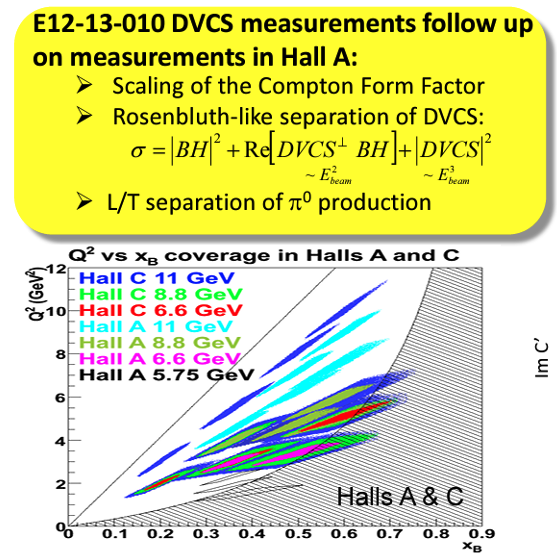 E12-13-010 DVCS measurements follow up
on measurements in Hall A:
➢ Scaling of the Compton Form Factor
➢ Rosenbluth-like separation of DVCS:
σ = |BH|² + Re[DVCS⊥ BH] + |DVCS|²
~ E²beam ~ E³beam
➢ L/T separation of π⁰ production
Q² vs xB coverage in Halls A and C
Q² (GeV²)
12
10
8
6
4
2
0
Hall C 11 GeV
Hall C 8.8 GeV
Hall C 6.6 GeV
Hall A 11 GeV
Hall A 8.8 GeV
Hall A 6.6 GeV
Hall A 5.75 GeV
Halls A & C
0 0.1 0.2 0.3 0.4 0.5 0.6 0.7 0.8 0.9
xB
Im C′